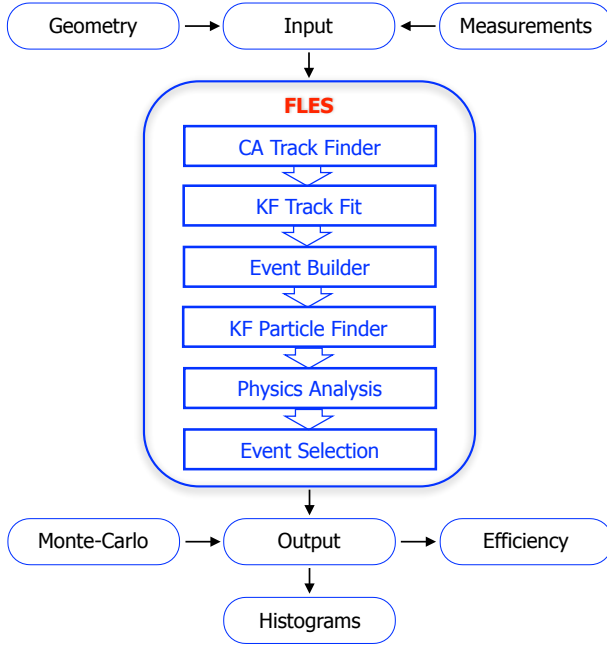 Geometry
Input
Measurements
FLES
CA Track Finder
KF Track Fit
Event Builder
KF Particle Finder
Physics Analysis
Event Selection
Monte-Carlo
Output
Efficiency
Histograms